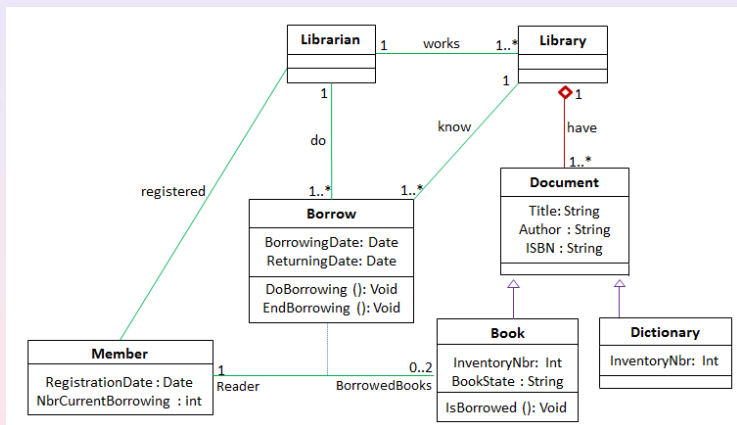 Librarian
1
works
1..*
Library
1
1
1
do
know
have
1..*
registered
1..*
1..*
Document
Title: String
Author : String
ISBN : String
Borrow
BorrowingDate: Date
ReturningDate: Date
DoBorrowing (): Void
EndBorrowing (): Void
Book
InventoryNbr: Int
BookState : String
IsBorrowed (): Void
Dictionary
InventoryNbr: Int
Member
RegistrationDate : Date
NbrCurrentBorrowing : int
1
Reader
0..2
BorrowedBooks